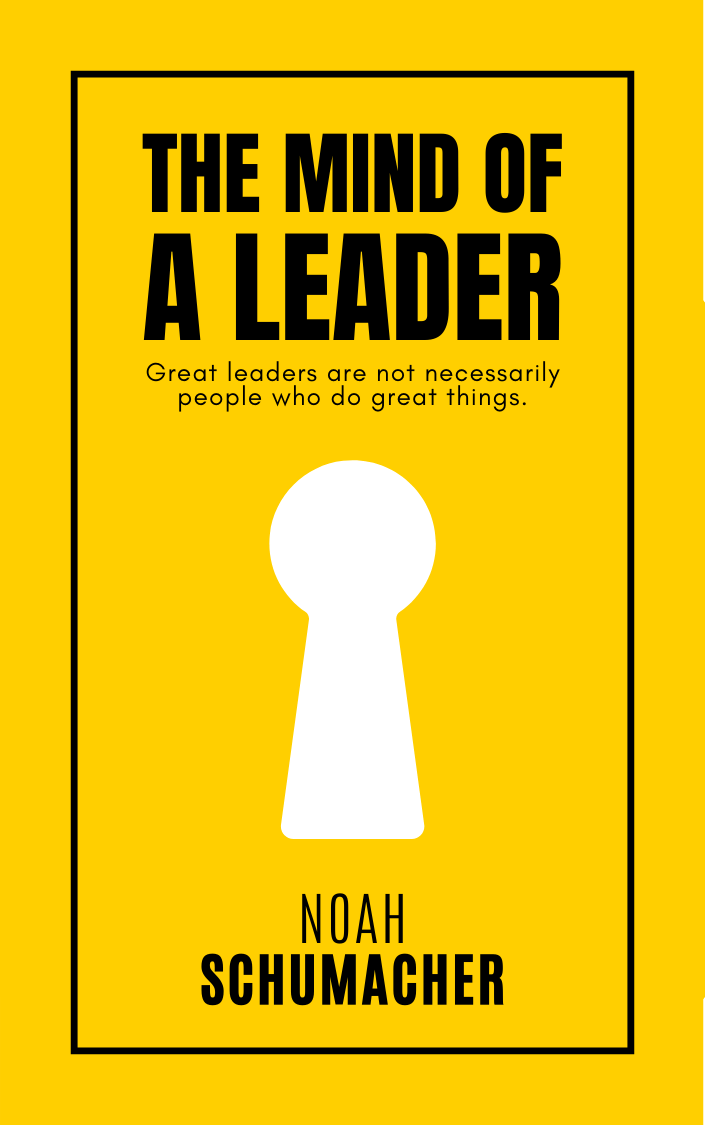 THE MIND OF
A LEADER
Great leaders are not necessarily
people who do great things.
NOAH
SCHUMACHER